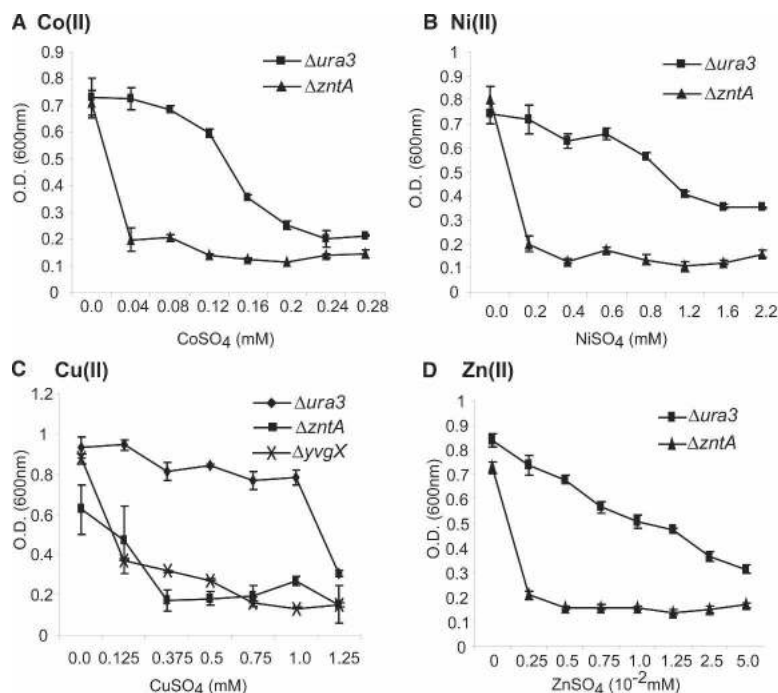 A Co(II)
Δura3
ΔzntA
O.D. (600nm)
0.9
0.8
0.7
0.6
0.5
0.4
0.3
0.2
0.1
0
0.0 0.04 0.08 0.12 0.16 0.2 0.24 0.28
CoSO4 (mM)
B Ni(II)
Δura3
ΔzntA
O.D. (600nm)
1
0.9
0.8
0.7
0.6
0.5
0.4
0.3
0.2
0.1
0
0.0 0.2 0.4 0.6 0.8 1.2 1.6 2.2
NiSO4 (mM)
C Cu(II)
Δura3
ΔzntA
ΔyvgX
O.D. (600nm)
1.2
1
0.8
0.6
0.4
0.2
0
0.0 0.125 0.375 0.5 0.75 1.0 1.25
CuSO4 (mM)
D Zn(II)
Δura3
ΔzntA
O.D. (600nm)
1
0.9
0.8
0.7
0.6
0.5
0.4
0.3
0.2
0.1
0
0 0.25 0.5 0.75 1.0 1.25 2.5 5.0
ZnSO4 (10-2mM)